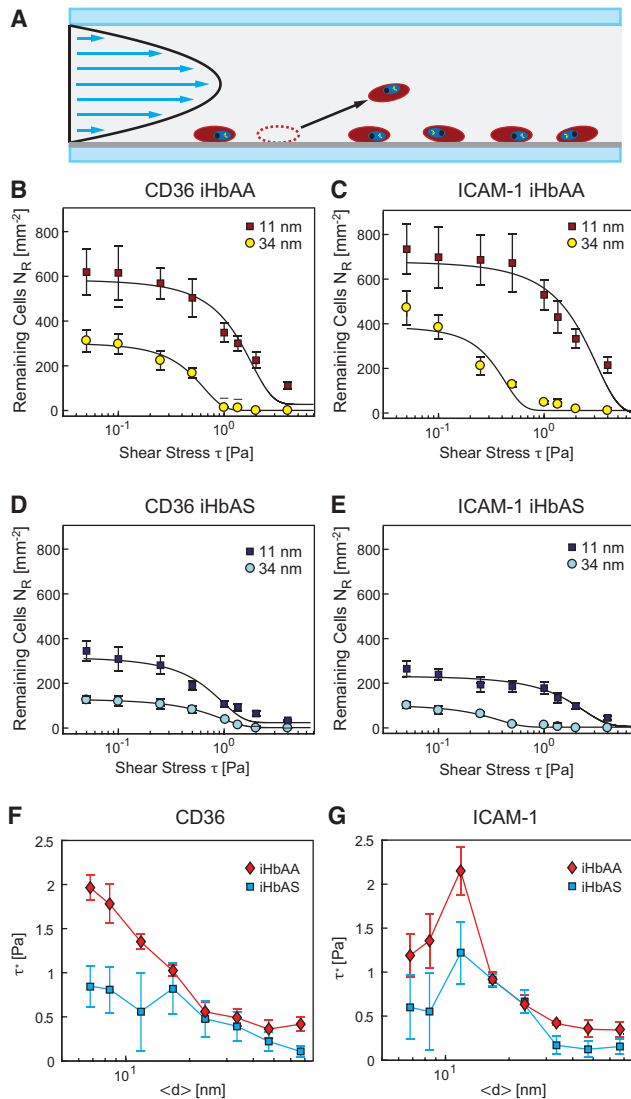 A
B
CD36 iHbAA
Remaining Cells N_R [mm^-2]
800
600
400
200
0
11 nm
34 nm
10^-1
10^0
Shear Stress τ [Pa]
C
ICAM-1 iHbAA
Remaining Cells N_R [mm^-2]
800
600
400
200
0
11 nm
34 nm
10^-1
10^0
Shear Stress τ [Pa]
D
CD36 iHbAS
Remaining Cells N_R [mm^-2]
800
600
400
200
0
11 nm
34 nm
10^-1
10^0
Shear Stress τ [Pa]
E
ICAM-1 iHbAS
Remaining Cells N_R [mm^-2]
800
600
400
200
0
11 nm
34 nm
10^-1
10^0
Shear Stress τ [Pa]
F
CD36
τ* [Pa]
2.5
2
1.5
1
0.5
0
iHbAA
iHbAS
10^1
<d> [nm]
G
ICAM-1
τ* [Pa]
2.5
2
1.5
1
0.5
0
iHbAA
iHbAS
10^1
<d> [nm]